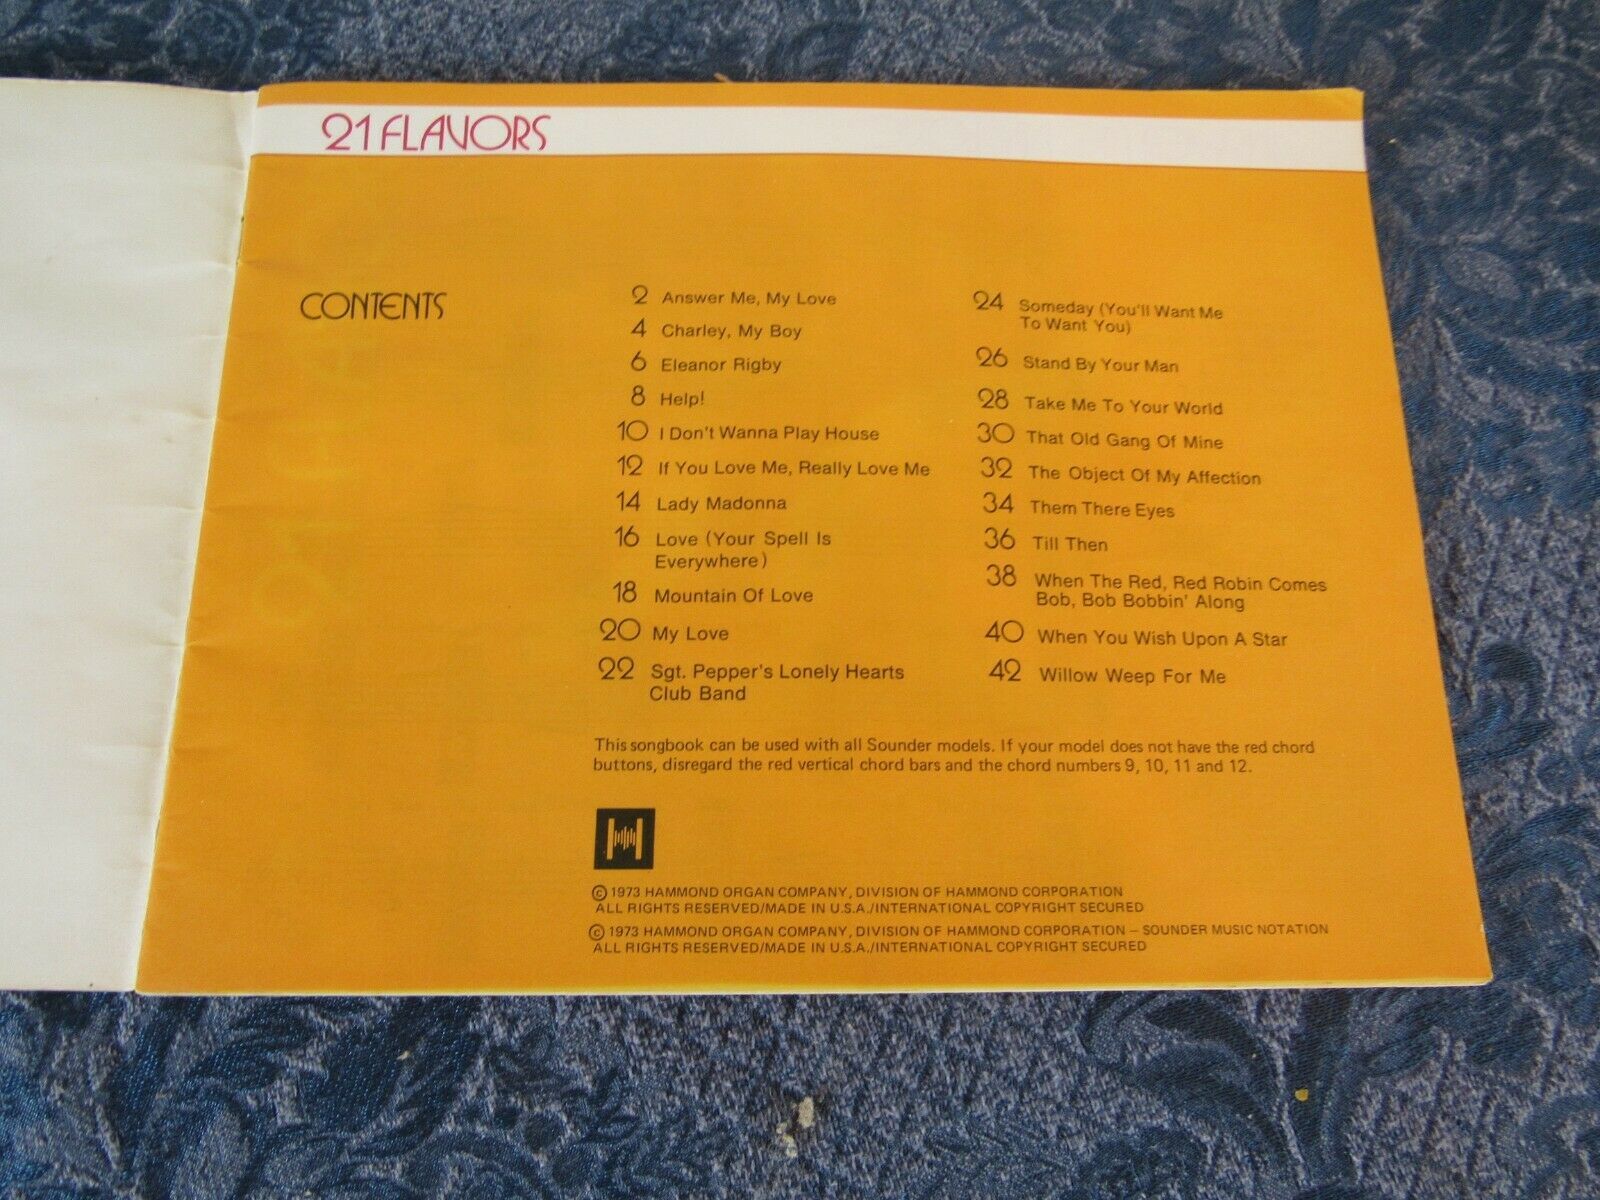 21 FLAVORS
CONTENTS
2 Answer Me, My Love
4 Charley, My Boy
6 Eleanor Rigby
8 Help!
10 I Don't Wanna Play House
12 If You Love Me, Really Love Me
14 Lady Madonna
16 Love (Your Spell Is
Everywhere)
18 Mountain Of Love
20 My Love
22 Sgt. Pepper's Lonely Hearts
Club Band
24 Someday (You'll Want Me
To Want You)
26 Stand By Your Man
28 Take Me To Your World
30 That Old Gang Of Mine
32 The Object Of My Affection
34 Them There Eyes
36 Till Then
38 When The Red, Red Robin Comes
Bob, Bob Bobbin' Along
40 When You Wish Upon A Star
42 Willow Weep For Me
This songbook can be used with all Sounder models. If your model does not have the red chord
buttons, disregard the red vertical chord bars and the chord numbers 9, 10, 11 and 12.
© 1973 HAMMOND ORGAN COMPANY, DIVISION OF HAMMOND CORPORATION
ALL RIGHTS RESERVED/MADE IN U.S.A./INTERNATIONAL COPYRIGHT SECURED
© 1973 HAMMOND ORGAN COMPANY, DIVISION OF HAMMOND CORPORATION – SOUNDER MUSIC NOTATION
ALL RIGHTS RESERVED/MADE IN U.S.A./INTERNATIONAL COPYRIGHT SECURED